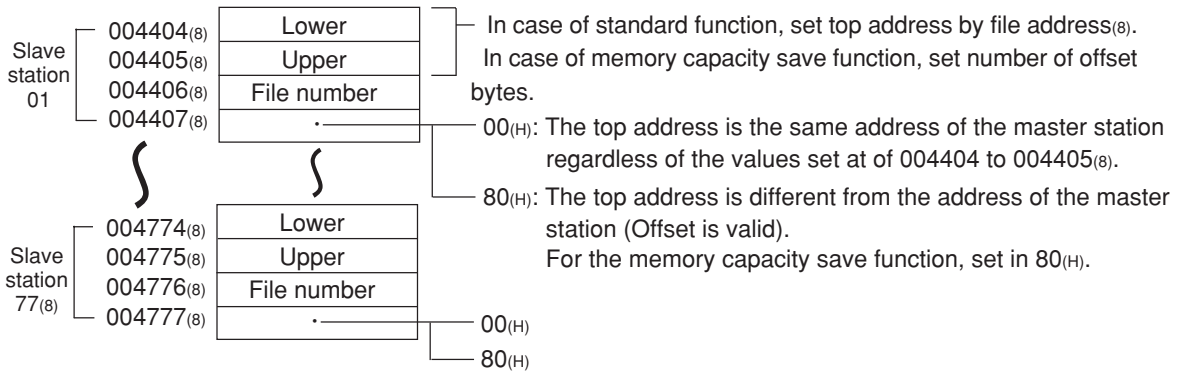 Slave station 01
004404(8) Lower
004405(8) Upper
004406(8) File number
004407(8)
In case of standard function, set top address by file address(8).
In case of memory capacity save function, set number of offset
bytes.
00(H): The top address is the same address of the master station
regardless of the values set at of 004404 to 004405(8).
80(H): The top address is different from the address of the master
station (Offset is valid).
For the memory capacity save function, set in 80(H).
Slave station 77(8)
004774(8) Lower
004775(8) Upper
004776(8) File number
004777(8)
00(H)
80(H)